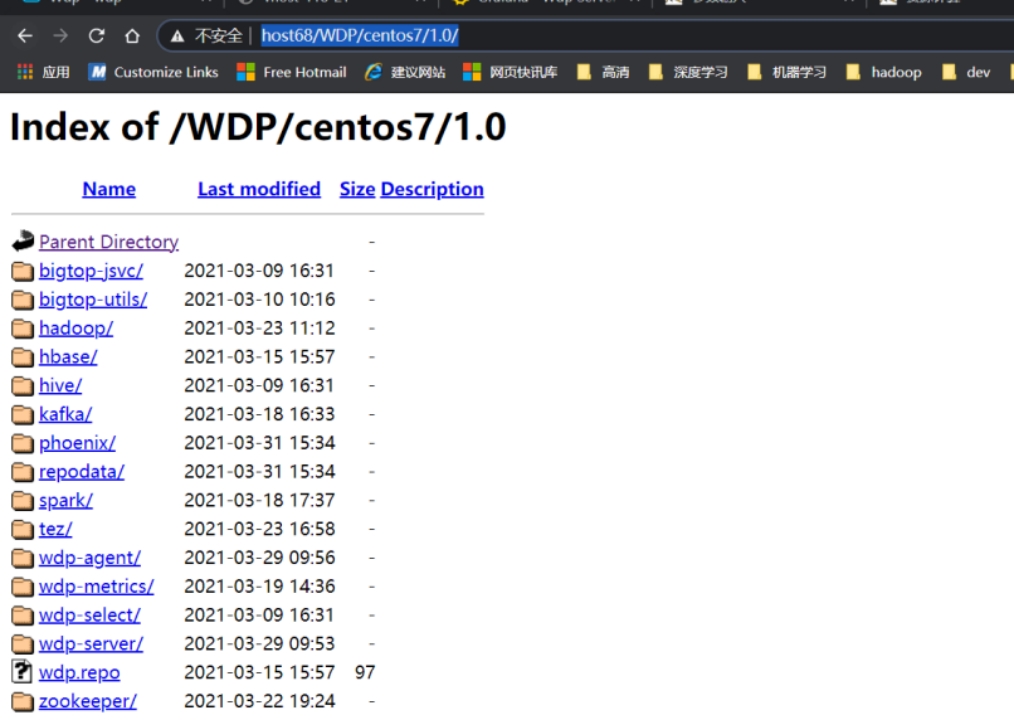 不安全 | host68/WDP/centos7/1.0/
应用 Customize Links Free Hotmail 建议网站 网页快讯库 高清 深度学习 机器学习 hadoop dev
Index of /WDP/centos7/1.0
Name Last modified Size Description
Parent Directory -
bigtop-jsvc/ 2021-03-09 16:31 -
bigtop-utils/ 2021-03-10 10:16 -
hadoop/ 2021-03-23 11:12 -
hbase/ 2021-03-15 15:57 -
hive/ 2021-03-09 16:31 -
kafka/ 2021-03-18 16:33 -
phoenix/ 2021-03-31 15:34 -
repodata/ 2021-03-31 15:34 -
spark/ 2021-03-18 17:37 -
tez/ 2021-03-23 16:58 -
wdp-agent/ 2021-03-29 09:56 -
wdp-metrics/ 2021-03-19 14:36 -
wdp-select/ 2021-03-09 16:31 -
wdp-server/ 2021-03-29 09:53 -
wdp.repo 2021-03-15 15:57 97
zookeeper/ 2021-03-22 19:24 -